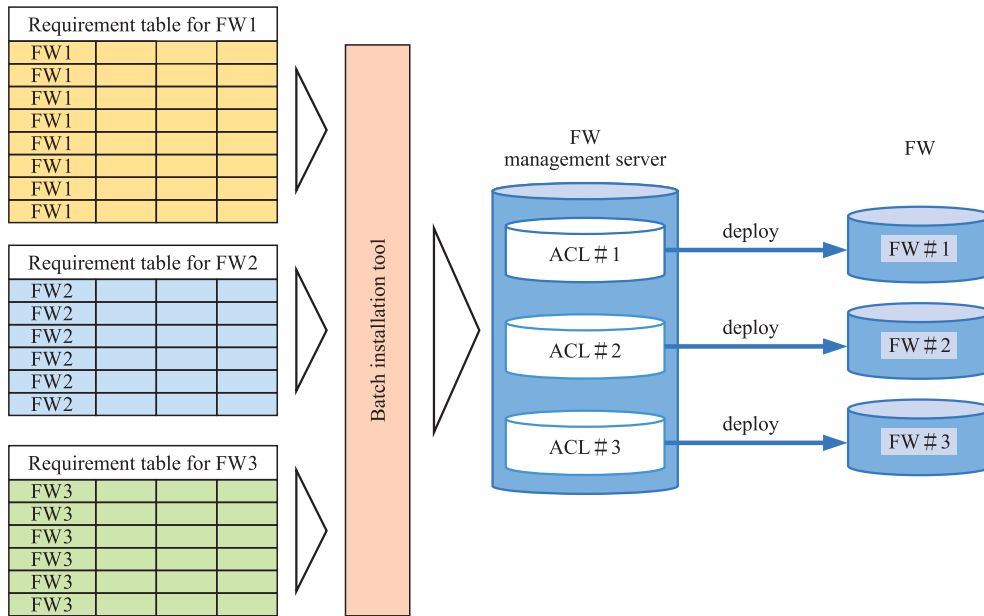 Requirement table for FW1
FW1
FW1
FW1
FW1
FW1
FW1
FW1
FW1
Requirement table for FW2
FW2
FW2
FW2
FW2
FW2
FW2
Requirement table for FW3
FW3
FW3
FW3
FW3
FW3
FW3
Batch installation tool
FW
management server
ACL#1
ACL#2
ACL#3
deploy
deploy
deploy
FW
FW#1
FW#2
FW#3